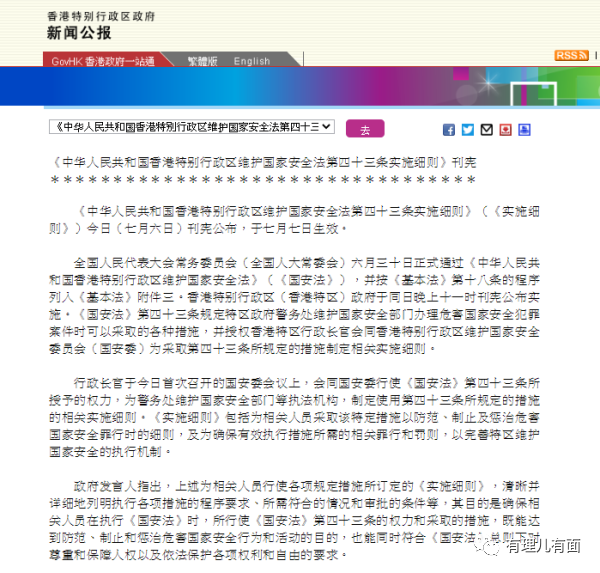 香港特别行政区政府
新闻公报
GovHK 香港政府一站通 繁體版 English
RSS
《中华人民共和国香港特别行政区维护国家安全法第四十三 去
《中华人民共和国香港特别行政区维护国家安全法第四十三条实施细则》刊宪
＊＊＊＊＊＊＊＊＊＊＊＊＊＊＊＊＊＊＊＊＊＊＊＊＊＊＊＊＊＊＊＊＊＊
《中华人民共和国香港特别行政区维护国家安全法第四十三条实施细则》（《实施细
则》）今日（七月六日）刊宪公布，于七月七日生效。
全国人民代表大会常务委员会（全国人大常委会）六月三十日正式通过《中华人民共
和国香港特别行政区维护国家安全法》（《国安法》），并按《基本法》第十八条的程序
列入《基本法》附件三。香港特别行政区（香港特区）政府于同日晚上十一时刊宪公布实
施。《国安法》第四十三条规定特区政府警务处维护国家安全部门办理危害国家安全犯罪
案件时可以采取的各种措施，并授权香港特区行政长官会同香港特别行政区维护国家安全
委员会（国安委）为采取第四十三条所规定的措施制定相关实施细则。
行政长官于今日首次召开的国安委会议上，会同国安委行使《国安法》第四十三条所
授予的权力，为警务处维护国家安全部门等执法机构，制定使用第四十三条所规定的措施
的相关实施细则。《实施细则》包括为相关人员采取该特定措施以防范、制止及惩治危害
国家安全罪行时的细则，及为确保有效执行措施所需的相关罪行和罚则，以完善特区维护
国家安全的执行机制。
政府发言人指出，上述为相关人员行使各项规定措施所订定的《实施细则》，清晰并
详细地列明执行各项措施的程序要求、所需符合的情况和审批的条件等，其目的是确保相
关人员在执行《国安法》时，所行使《国安法》第四十三条的权力和采取的措施，既能达
到防范、制止和惩治危害国家安全行为和活动的目的，也能同时符合《国安法》总则下对
尊重和保障人权以及依法保护各项权利和自由的要求。
有理儿有面